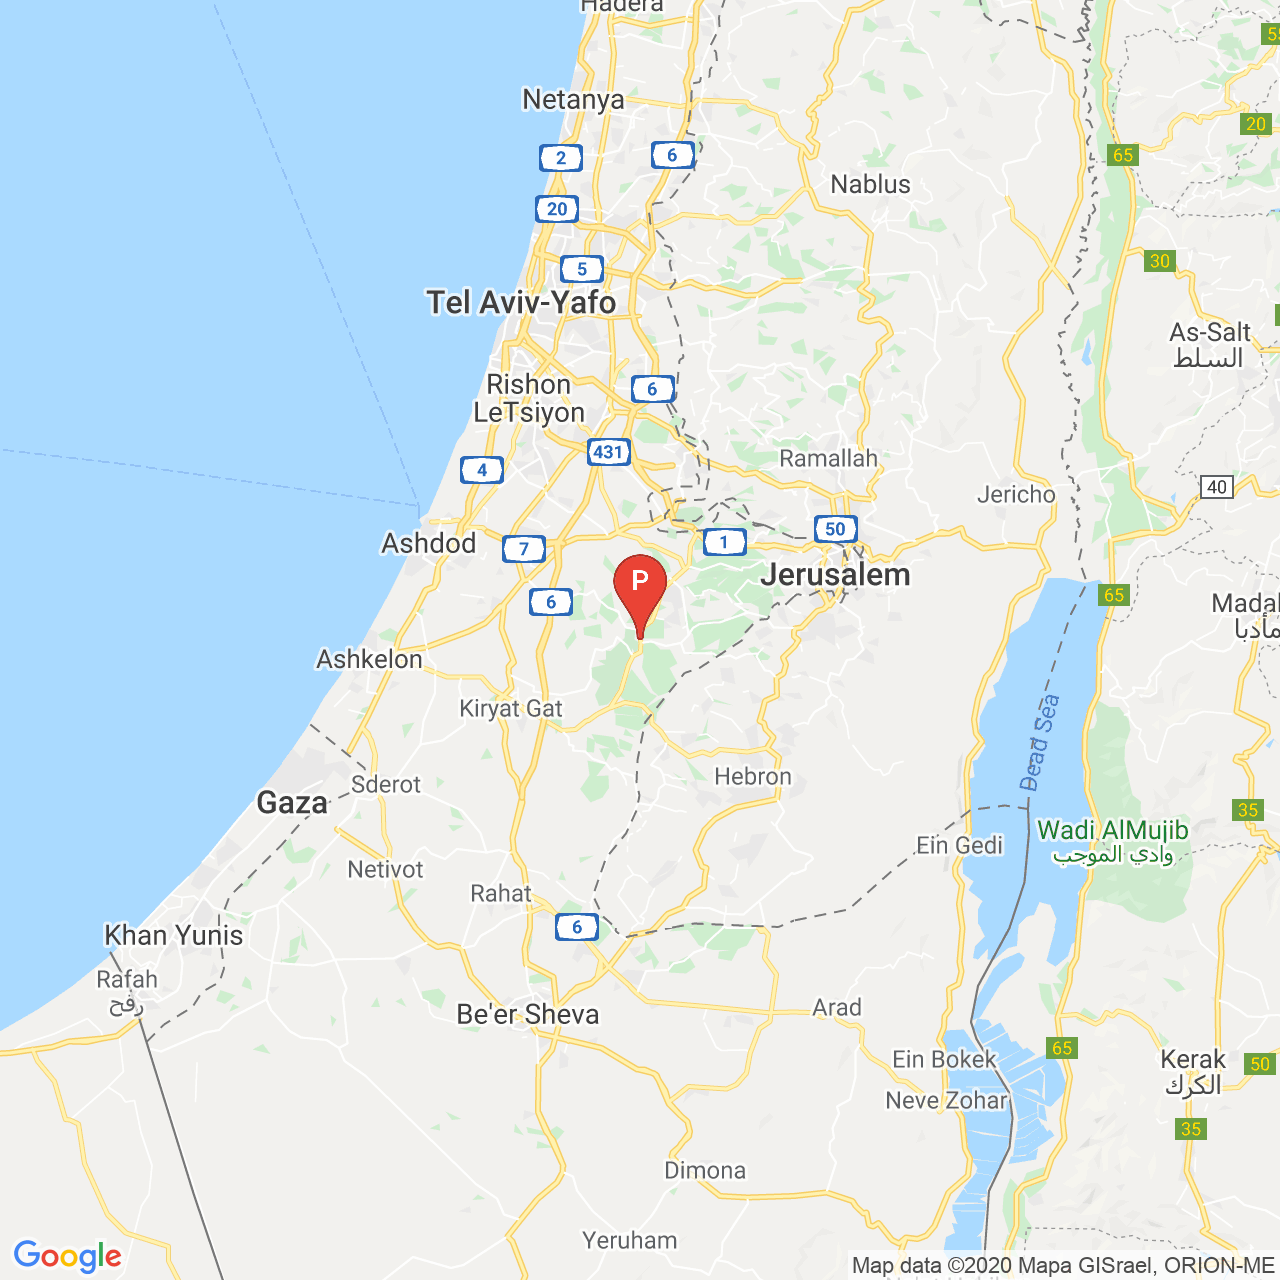 Hadera
Netanya
2
6
20
55
20
65
Nablus
30
5
Tel Aviv-Yafo
As-Salt
السلط
Rishon
LeTsiyon
6
431
4
Ramallah
Jericho
40
50
1
Ashdod
7
Jerusalem
P
6
65
Madab
مأدبا
Ashkelon
Kiryat Gat
Dead Sea
Hebron
Sderot
Gaza
35
Wadi AlMujib
وادي الموجب
Ein Gedi
Netivot
Rahat
6
Khan Yunis
Rafah
رفح
Be'er Sheva
Arad
65
Ein Bokek
Kerak
الكرك
50
Neve Zohar
35
Dimona
Yeruham
Google
Map data ©2020 Mapa GISrael, ORION-ME